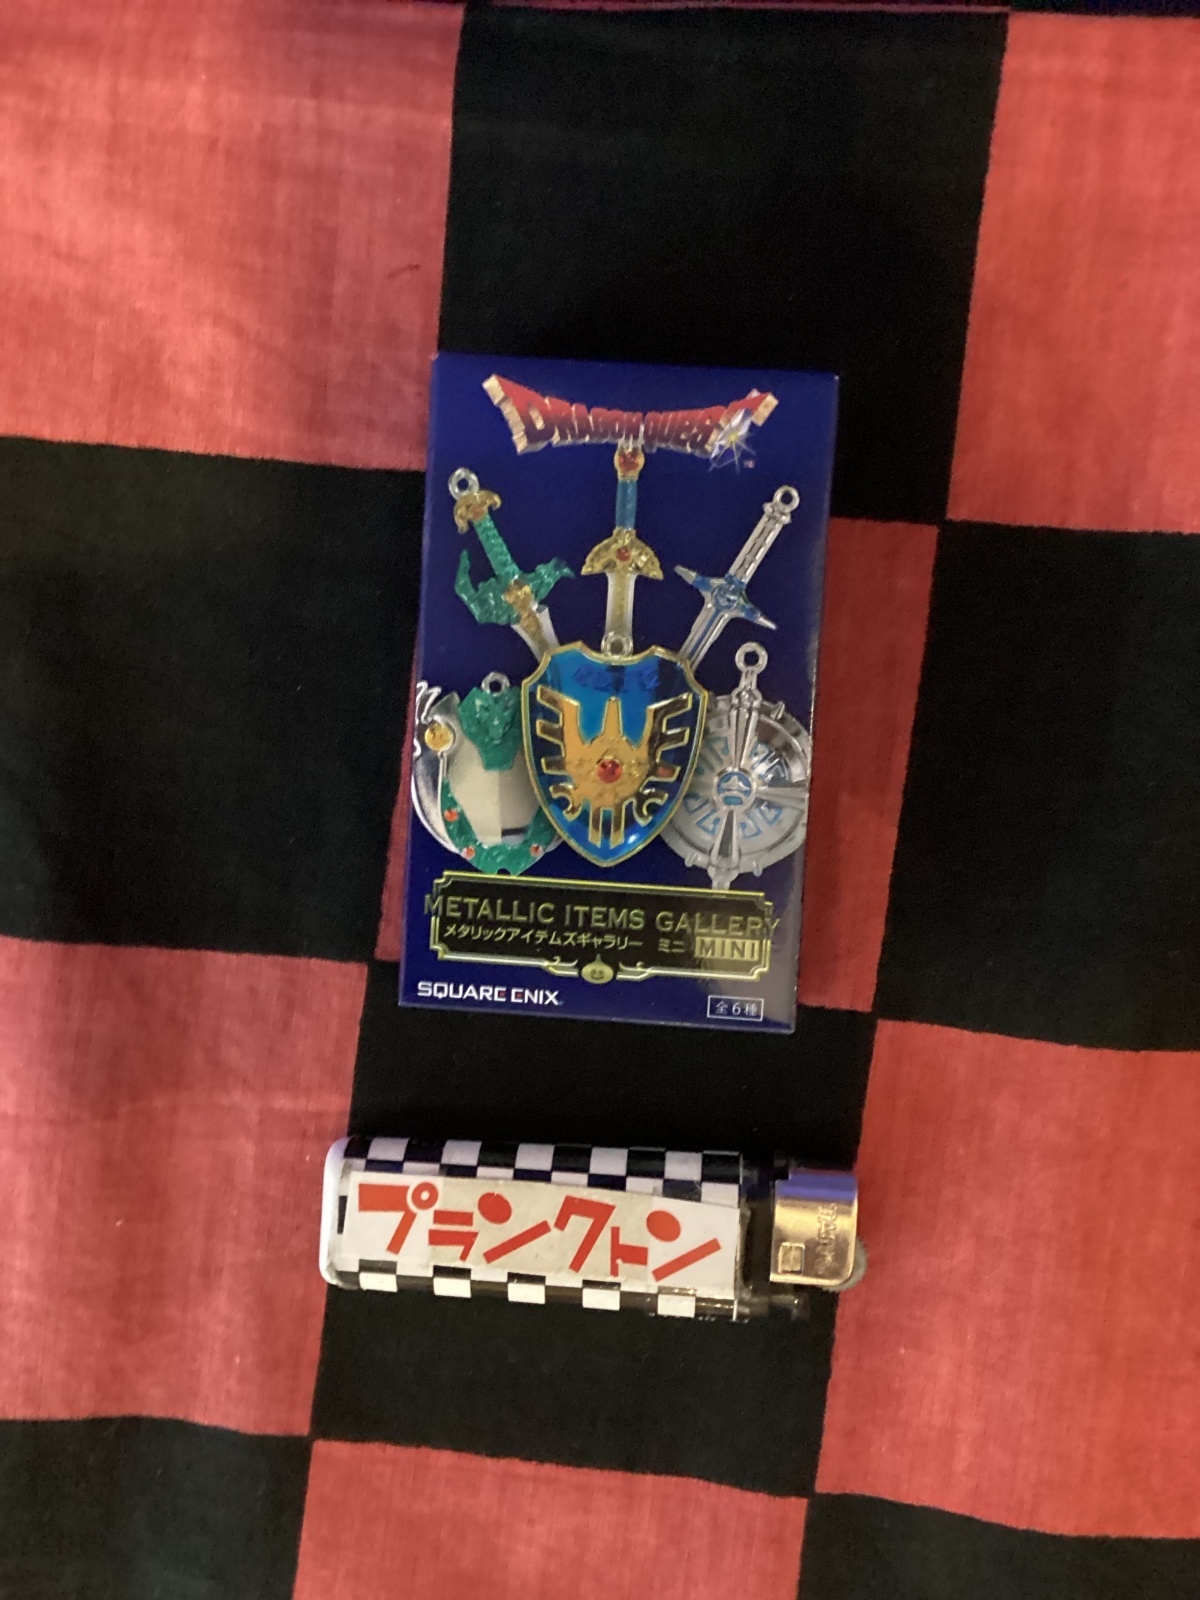 DRAGON QUEST
METALLIC ITEMS GALLERY
メタリックアイテムズギャラリー ミニ MINI
SQUARE ENIX
全6種
プランクトン